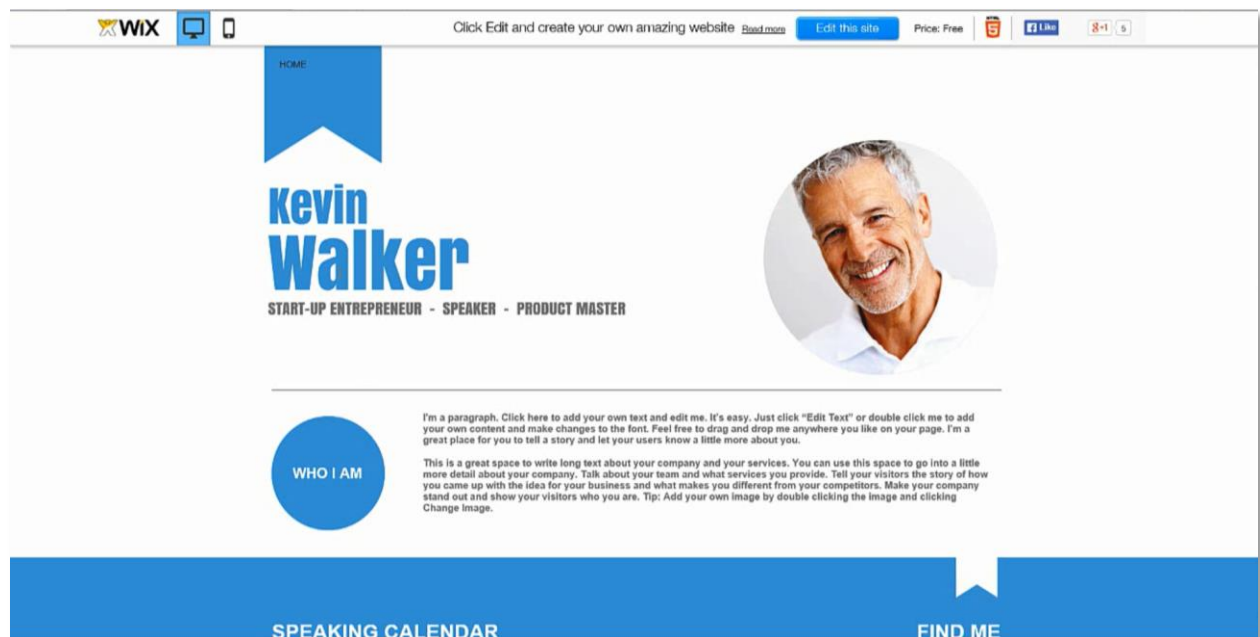 WiX
Click Edit and create your own amazing website Read more
Edit this site
Price: Free
HTML
5
Like
g+1
5
HOME
Kevin
Walker
START-UP ENTREPRENEUR - SPEAKER - PRODUCT MASTER
WHO I AM
I'm a paragraph. Click here to add your own text and edit me. It's easy. Just click “Edit Text” or double click me to add
your own content and make changes to the font. Feel free to drag and drop me anywhere you like on your page. I'm a
great place for you to tell a story and let your users know a little more about you.
This is a great space to write long text about your company and your services. You can use this space to go into a little
more detail about your company. Talk about your team and what services you provide. Tell your visitors the story of how
you came up with the idea for your business and what makes you different from your competitors. Make your company
stand out and show your visitors who you are. Tip: Add your own image by double clicking the image and clicking
Change Image.
SPEAKING CALENDAR
FIND ME